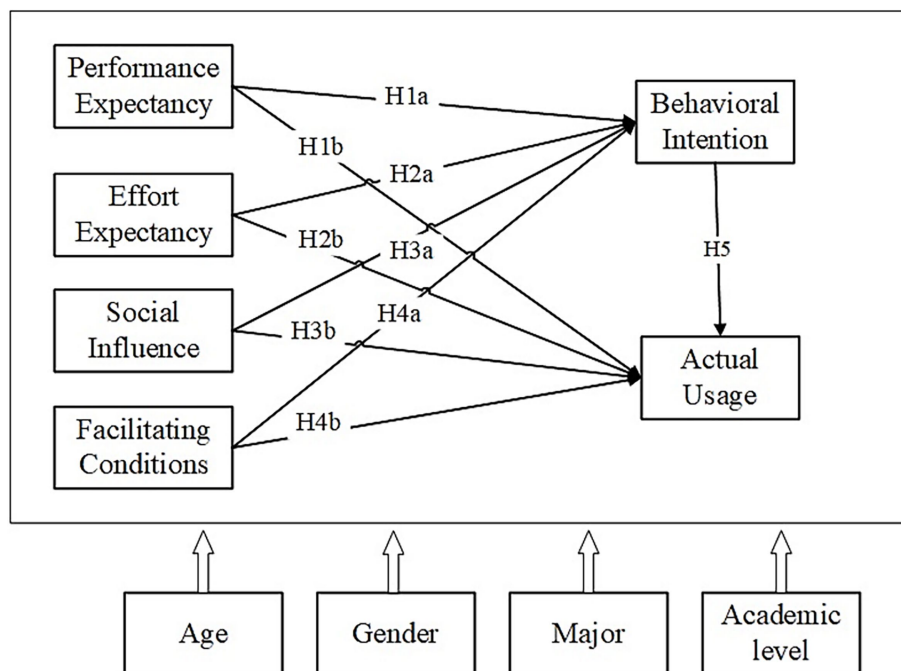 Performance
Expectancy
Effort
Expectancy
Social
Influence
Facilitating
Conditions
H1a
H1b
H2a
H2b
H3a
H3b
H4a
H4b
Behavioral
Intention
H5
Actual
Usage
Age
Gender
Major
Academic
level